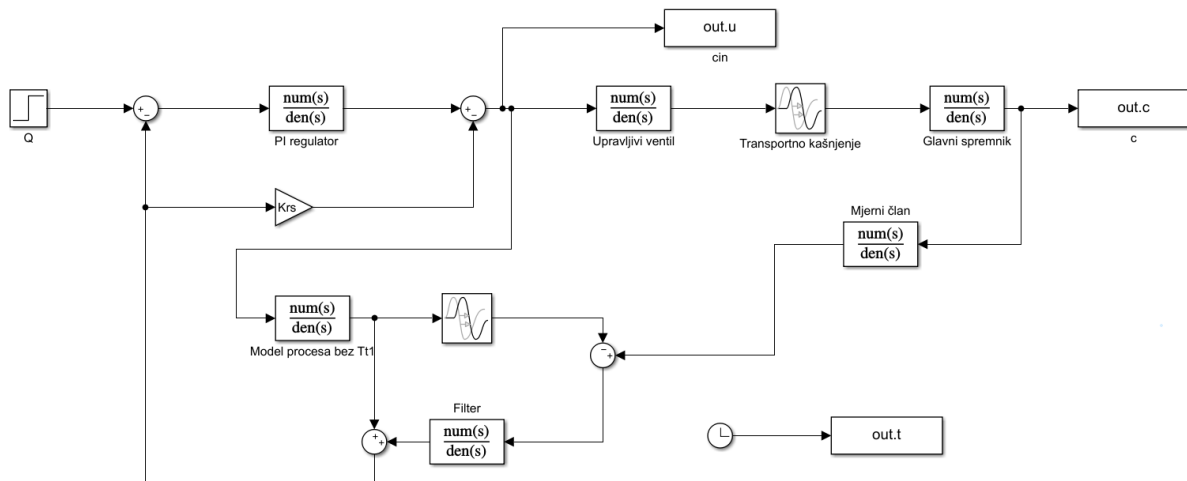 out.u
cin
Q
+
−
num(s)
den(s)
PI regulator
+
−
num(s)
den(s)
Upravljivi ventil
Transportno kašnjenje
num(s)
den(s)
Glavni spremnik
out.c
c
Krs
Mjerni član
num(s)
den(s)
num(s)
den(s)
Model procesa bez Tt1
−
+
Filter
num(s)
den(s)
+
+
out.t